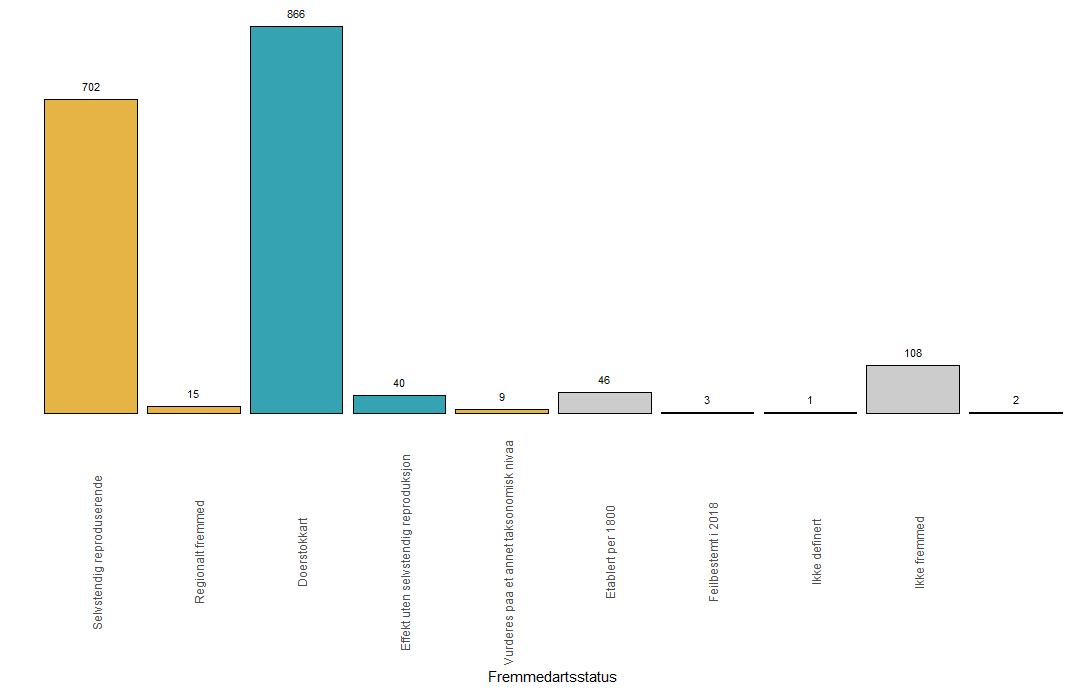 866
702
108
46
40
15
9
3
1
2
Selvstendig reproduserende
Regionalt fremmed
Doerstokkart
Effekt uten selvstendig reproduksjon
Vurderes paa et annet taksonomisk nivaa
Etablert per 1800
Feilbestemt i 2018
Ikke definert
Ikke fremmed
Fremmedartsstatus